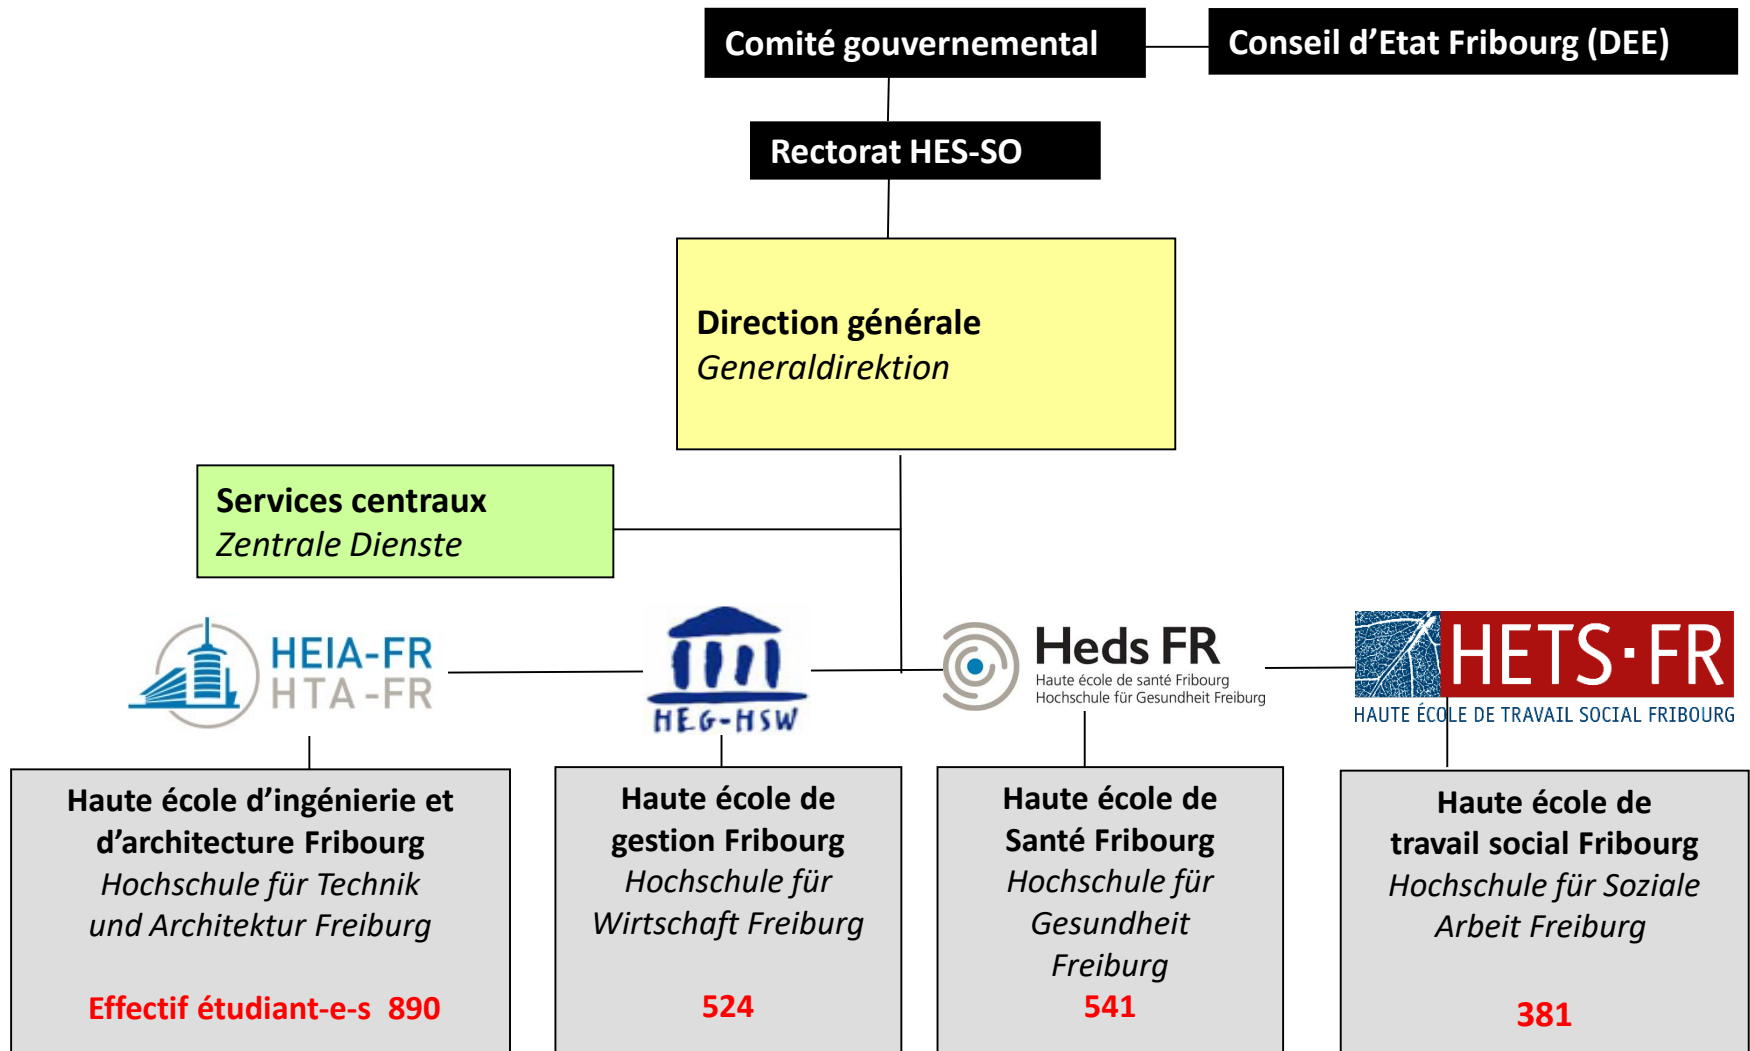 Comité gouvernemental
Conseil d’Etat Fribourg (DEE)
Rectorat HES-SO
Direction générale
Generaldirektion
Services centraux
Zentrale Dienste
HEIA-FR
HTA-FR
HEG-HSW
Heds FR
Haute école de santé Fribourg
Hochschule für Gesundheit Freiburg
HETS·FR
HAUTE ÉCOLE DE TRAVAIL SOCIAL FRIBOURG
Haute école d’ingénierie et
d’architecture Fribourg
Hochschule für Technik
und Architektur Freiburg
Effectif étudiant-e-s 890
Haute école de
gestion Fribourg
Hochschule für
Wirtschaft Freiburg
524
Haute école de
Santé Fribourg
Hochschule für
Gesundheit
Freiburg
541
Haute école de
travail social Fribourg
Hochschule für Soziale
Arbeit Freiburg
381